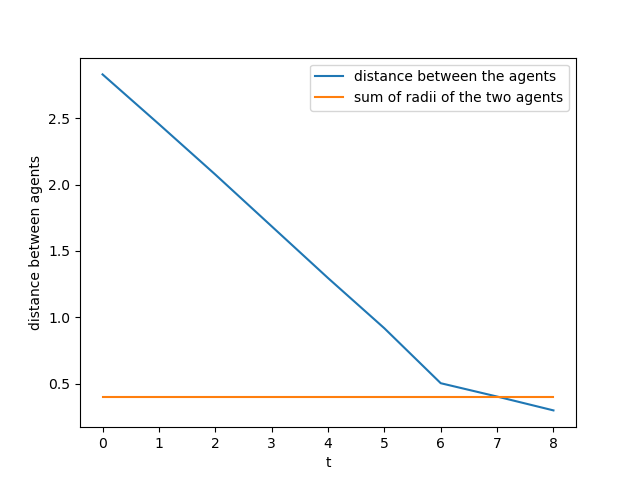 distance between the agents
sum of radii of the two agents
distance between agents
2.5
2.0
1.5
1.0
0.5
0 1 2 3 4 5 6 7 8
t